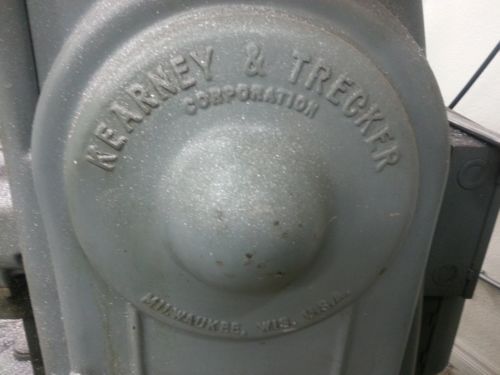 KEARNEY & TRECKER
CORPORATION
MILWAUKEE, WIS. U.S.A.